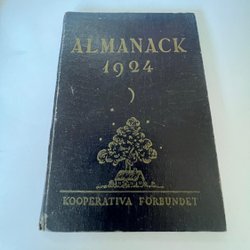 ALMANACK
1924
KOOPERATIVA FÖRBUNDET